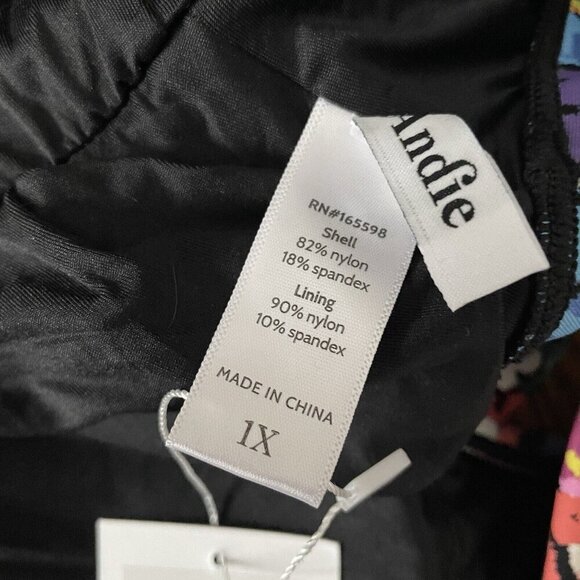 Andie
RN#165598
Shell
82% nylon
18% spandex
Lining
90% nylon
10% spandex
MADE IN CHINA
1X